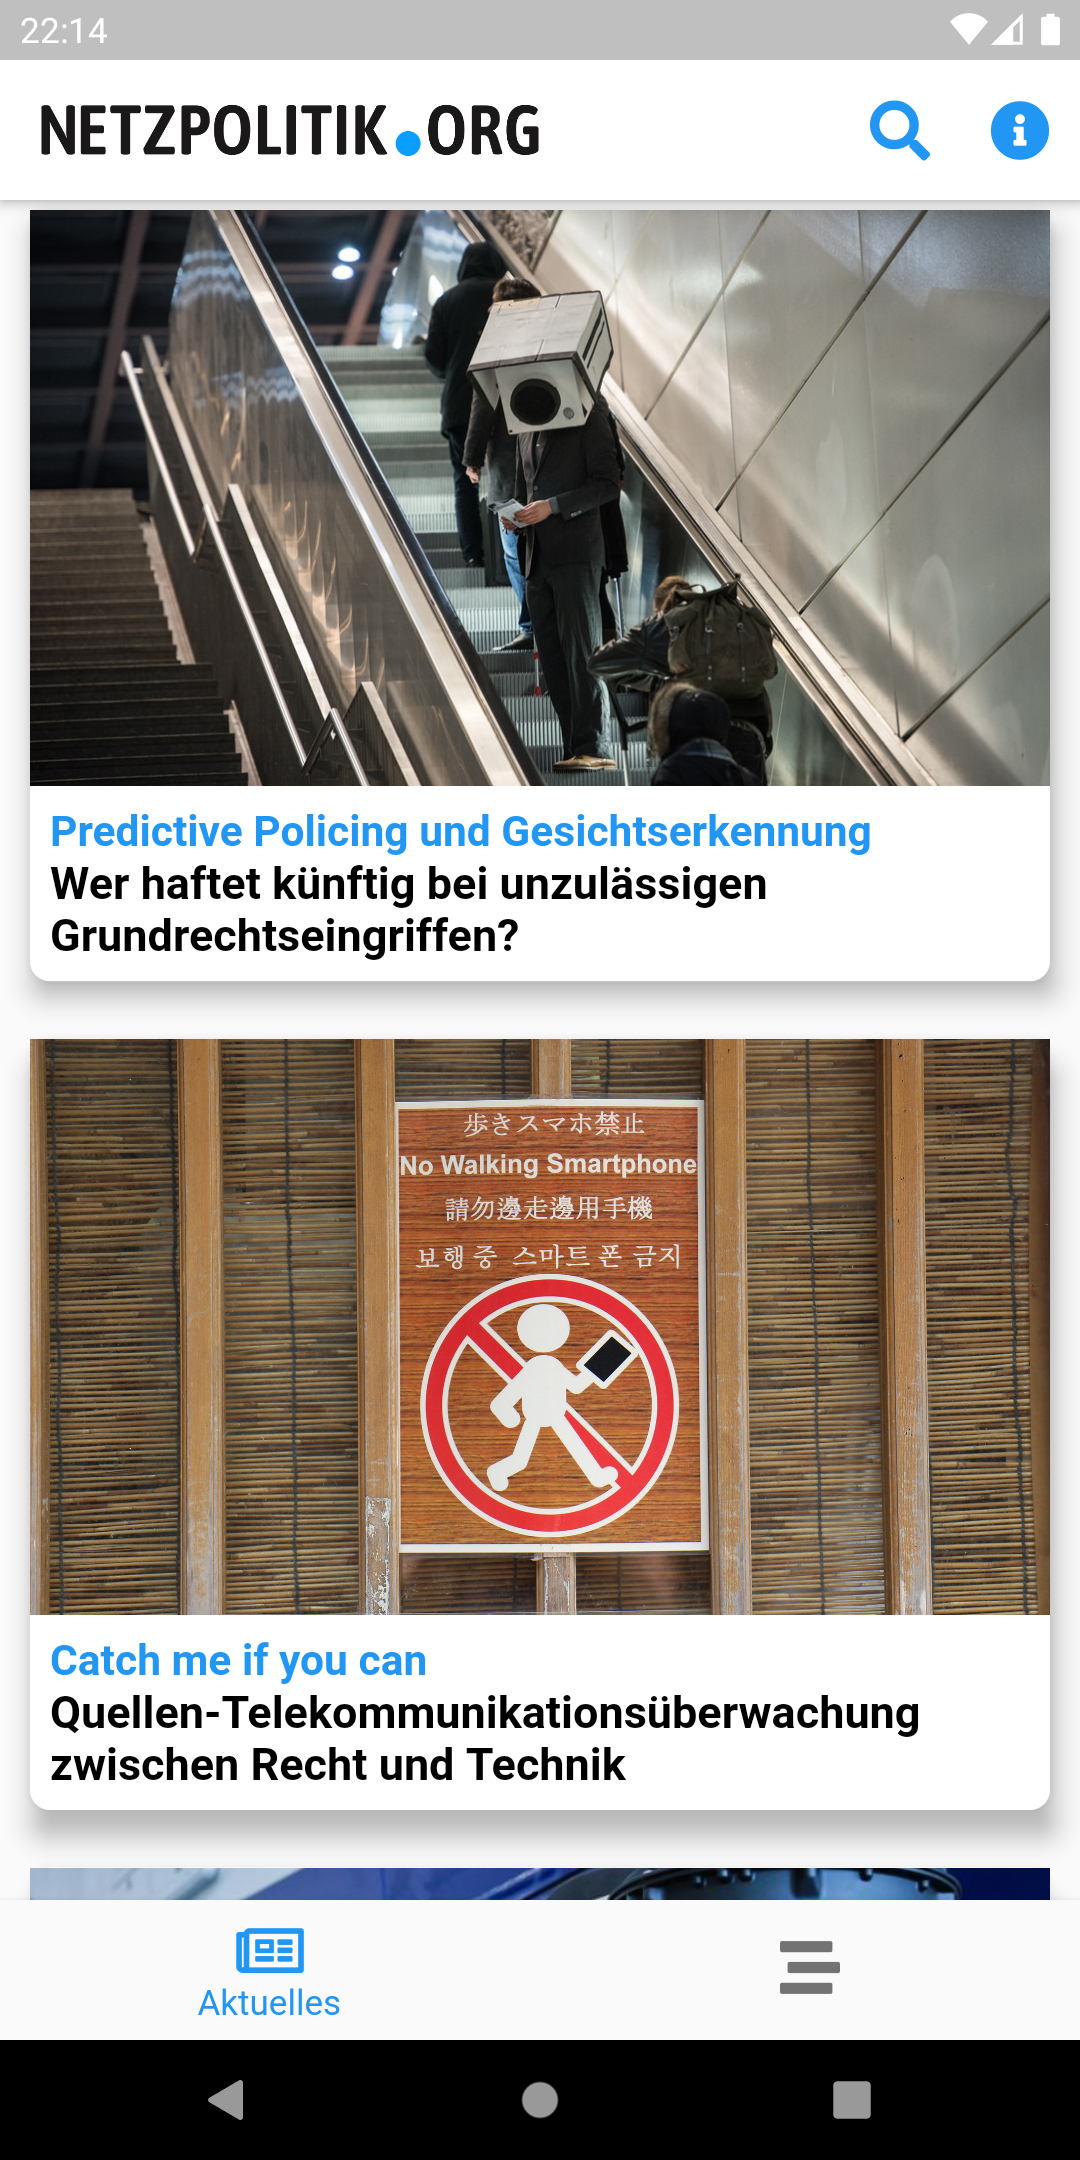 22:14
NETZPOLITIK.ORG
Predictive Policing und Gesichtserkennung
Wer haftet künftig bei unzulässigen
Grundrechtseingriffen?
歩きスマホ禁止
No Walking Smartphone
請勿邊走邊用手機
보행 중 스마트 폰 금지
Catch me if you can
Quellen-Telekommunikationsüberwachung
zwischen Recht und Technik
Aktuelles